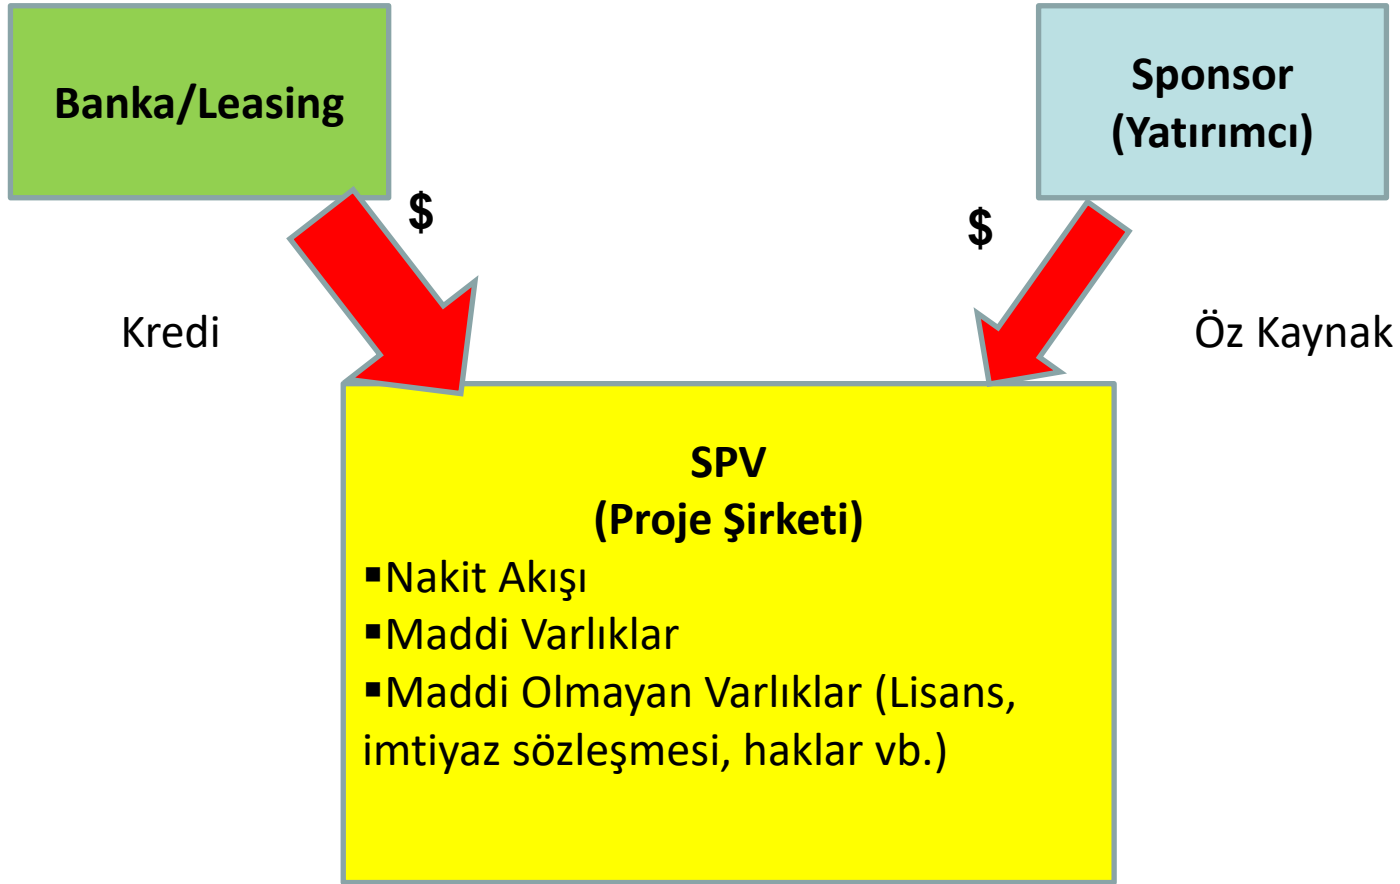 Banka/Leasing
Sponsor
(Yatırımcı)
$
$
Kredi
Öz Kaynak
SPV
(Proje Şirketi)
▪Nakit Akışı
▪Maddi Varlıklar
▪Maddi Olmayan Varlıklar (Lisans,
imtiyaz sözleşmesi, haklar vb.)